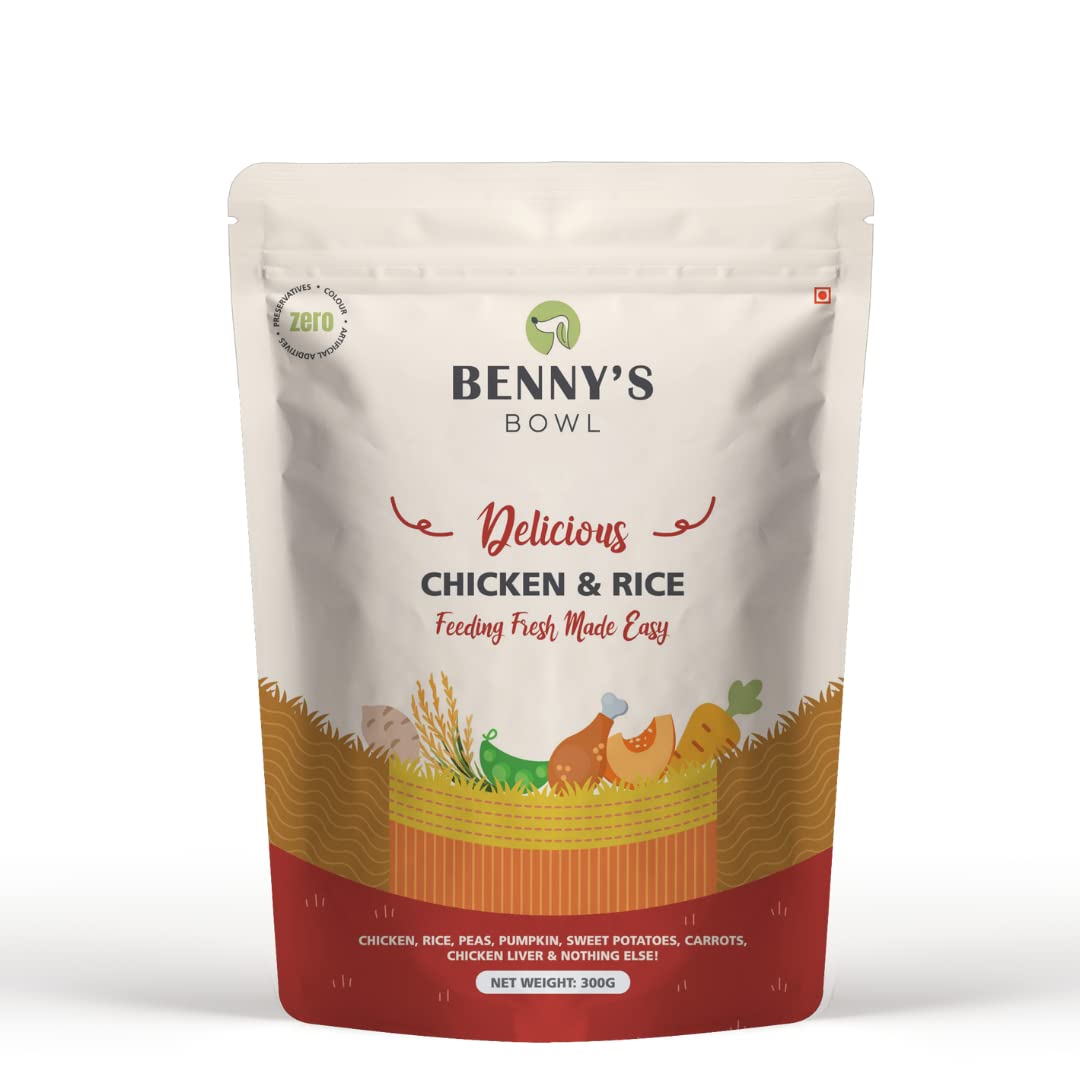 PRESERVATIVES • COLOUR • ARTIFICIAL ADDITIVES •
zero
BENNY'S
BOWL
Delicious
CHICKEN & RICE
Feeding Fresh Made Easy
CHICKEN, RICE, PEAS, PUMPKIN, SWEET POTATOES, CARROTS,
CHICKEN LIVER & NOTHING ELSE!
NET WEIGHT: 300G